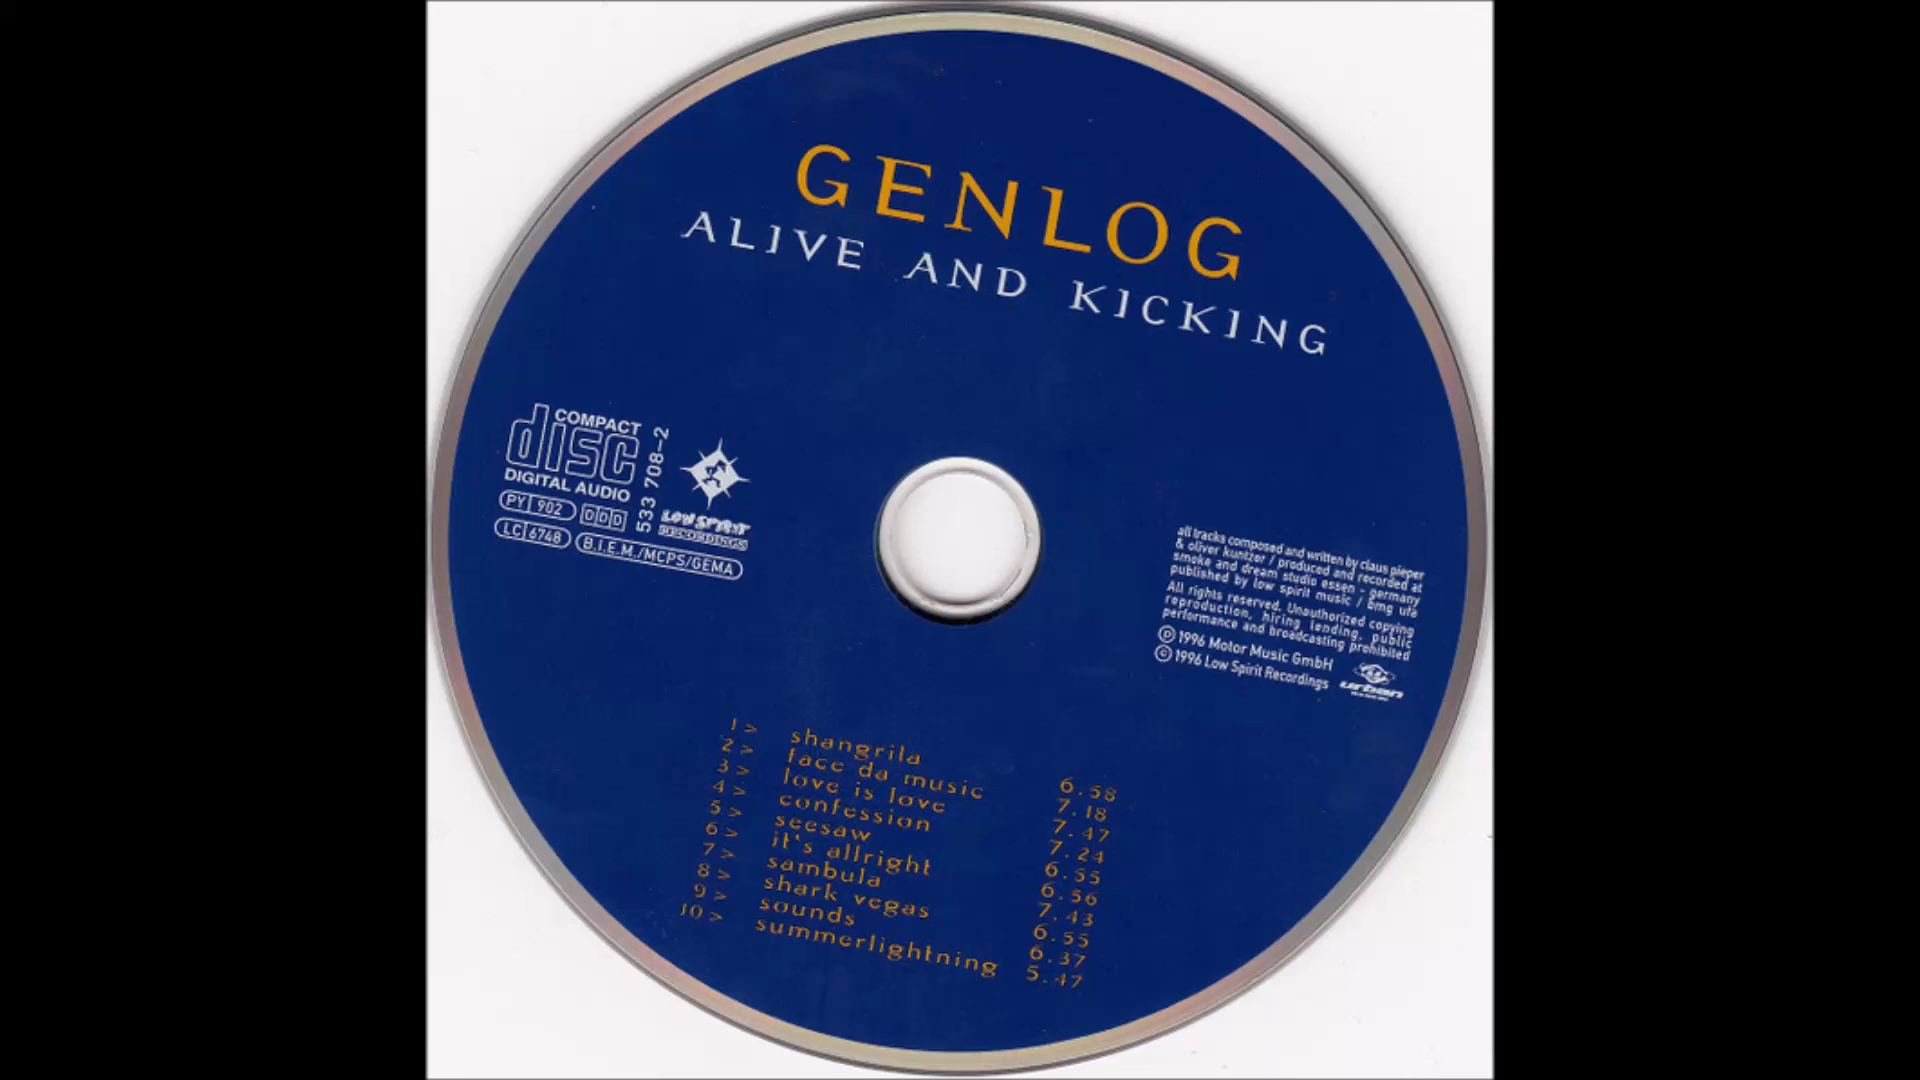 GENLOG
ALIVE AND KICKING
COMPACT
disc
DIGITAL AUDIO
PY 902
DDD
LC 6748
B.I.E.M./MCPS/GEMA
533 708-2
LOW SPIRIT
RECORDINGS
all tracks composed and written by claus pieper
& oliver kuntzer / produced and recorded at
smoke and dream studio essen - germany
published by low spirit music / bmg ufa
All rights reserved. Unauthorized copying
reproduction, hiring lending, public
performance and broadcasting prohibited
Ⓟ 1996 Motor Music GmbH
© 1996 Low Spirit Recordings
urban
1> shangrila 6.58
2> face da music 7.18
3> love is love 7.47
4> confession 7.24
5> seesaw 6.55
6> it's allright 6.56
7> sambula 7.43
8> shark vegas 6.55
9> sounds 6.37
10> summerlightning 5.47